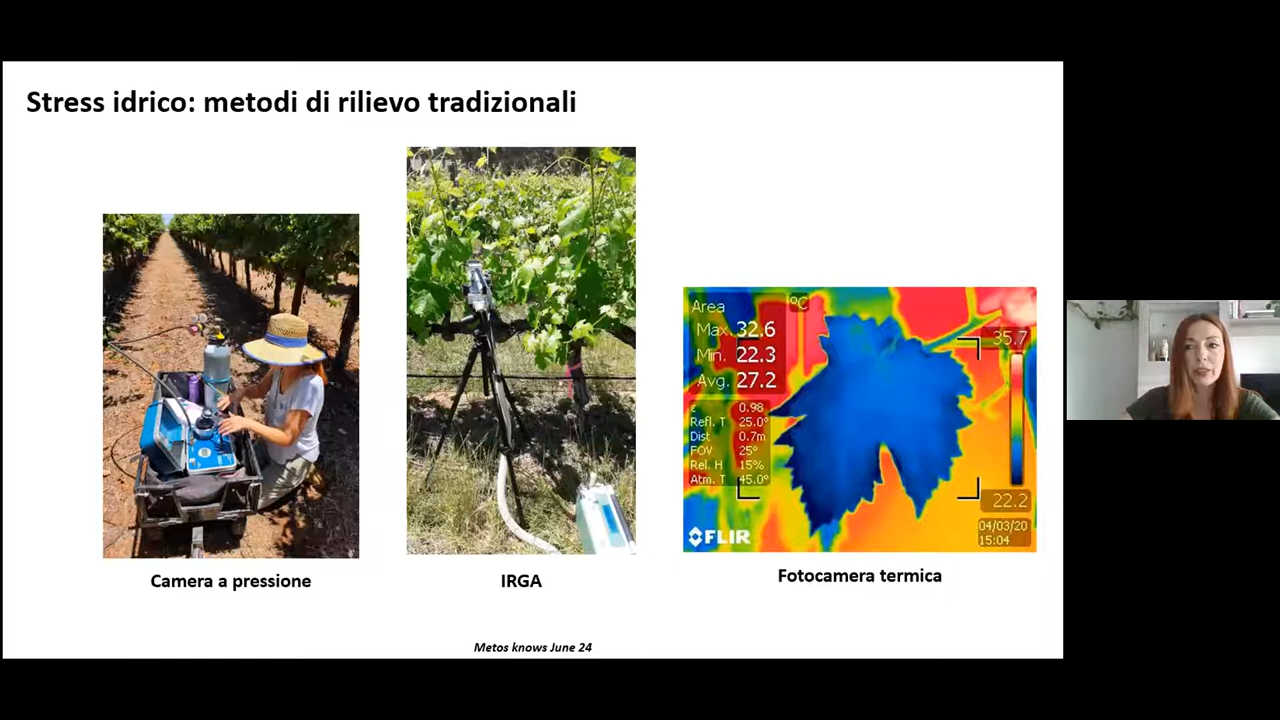 Stress idrico: metodi di rilievo tradizionali
Area
°C
Max. 32.6
Min. 22.3
Avg. 27.2
35.7
ε 0.98
Refl. T 25.0°
Dist 0.7m
FOV 25°
Rel. H 15%
Atm. T 45.0°
22.2
04/03/20
15:04
FLIR
Camera a pressione
IRGA
Fotocamera termica
Metos knows June 24